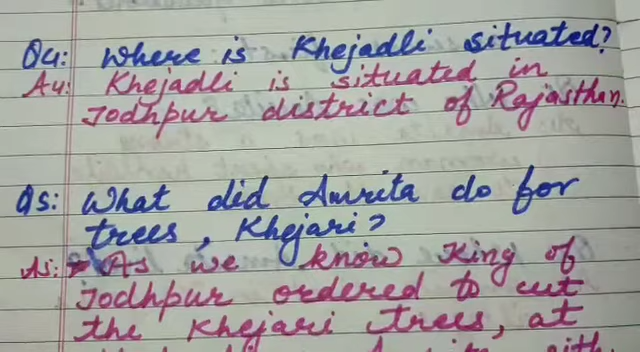 Q4: Where is Khejadli situated?
A4: Khejadli is situated in
Jodhpur district of Rajasthan.
Q5: What did Amrita do for
trees, Khejari?
A5: As we know King of
Jodhpur ordered to cut
the Khejari trees, at